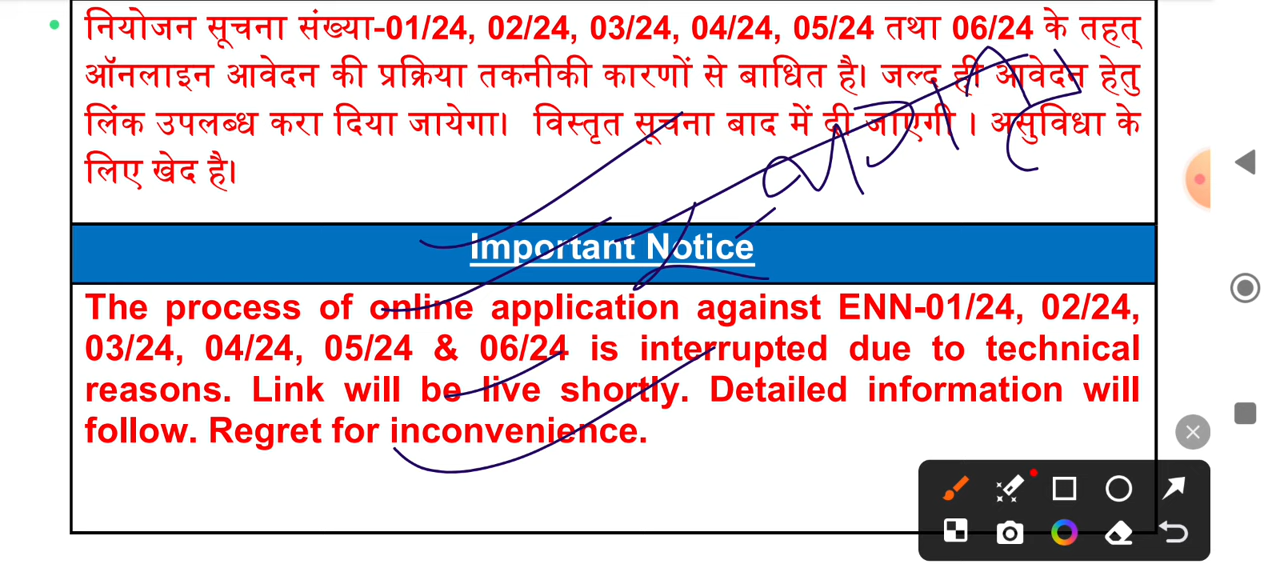 नियोजन सूचना संख्या-01/24, 02/24, 03/24, 04/24, 05/24 तथा 06/24 के तहत्
ऑनलाइन आवेदन की प्रक्रिया तकनीकी कारणों से बाधित है। जल्द ही आवेदन हेतु
लिंक उपलब्ध करा दिया जायेगा। विस्तृत सूचना बाद में दी जाएगी । असुविधा के
लिए खेद है।
Important Notice
The process of online application against ENN-01/24, 02/24,
03/24, 04/24, 05/24 & 06/24 is interrupted due to technical
reasons. Link will be live shortly. Detailed information will
follow. Regret for inconvenience.